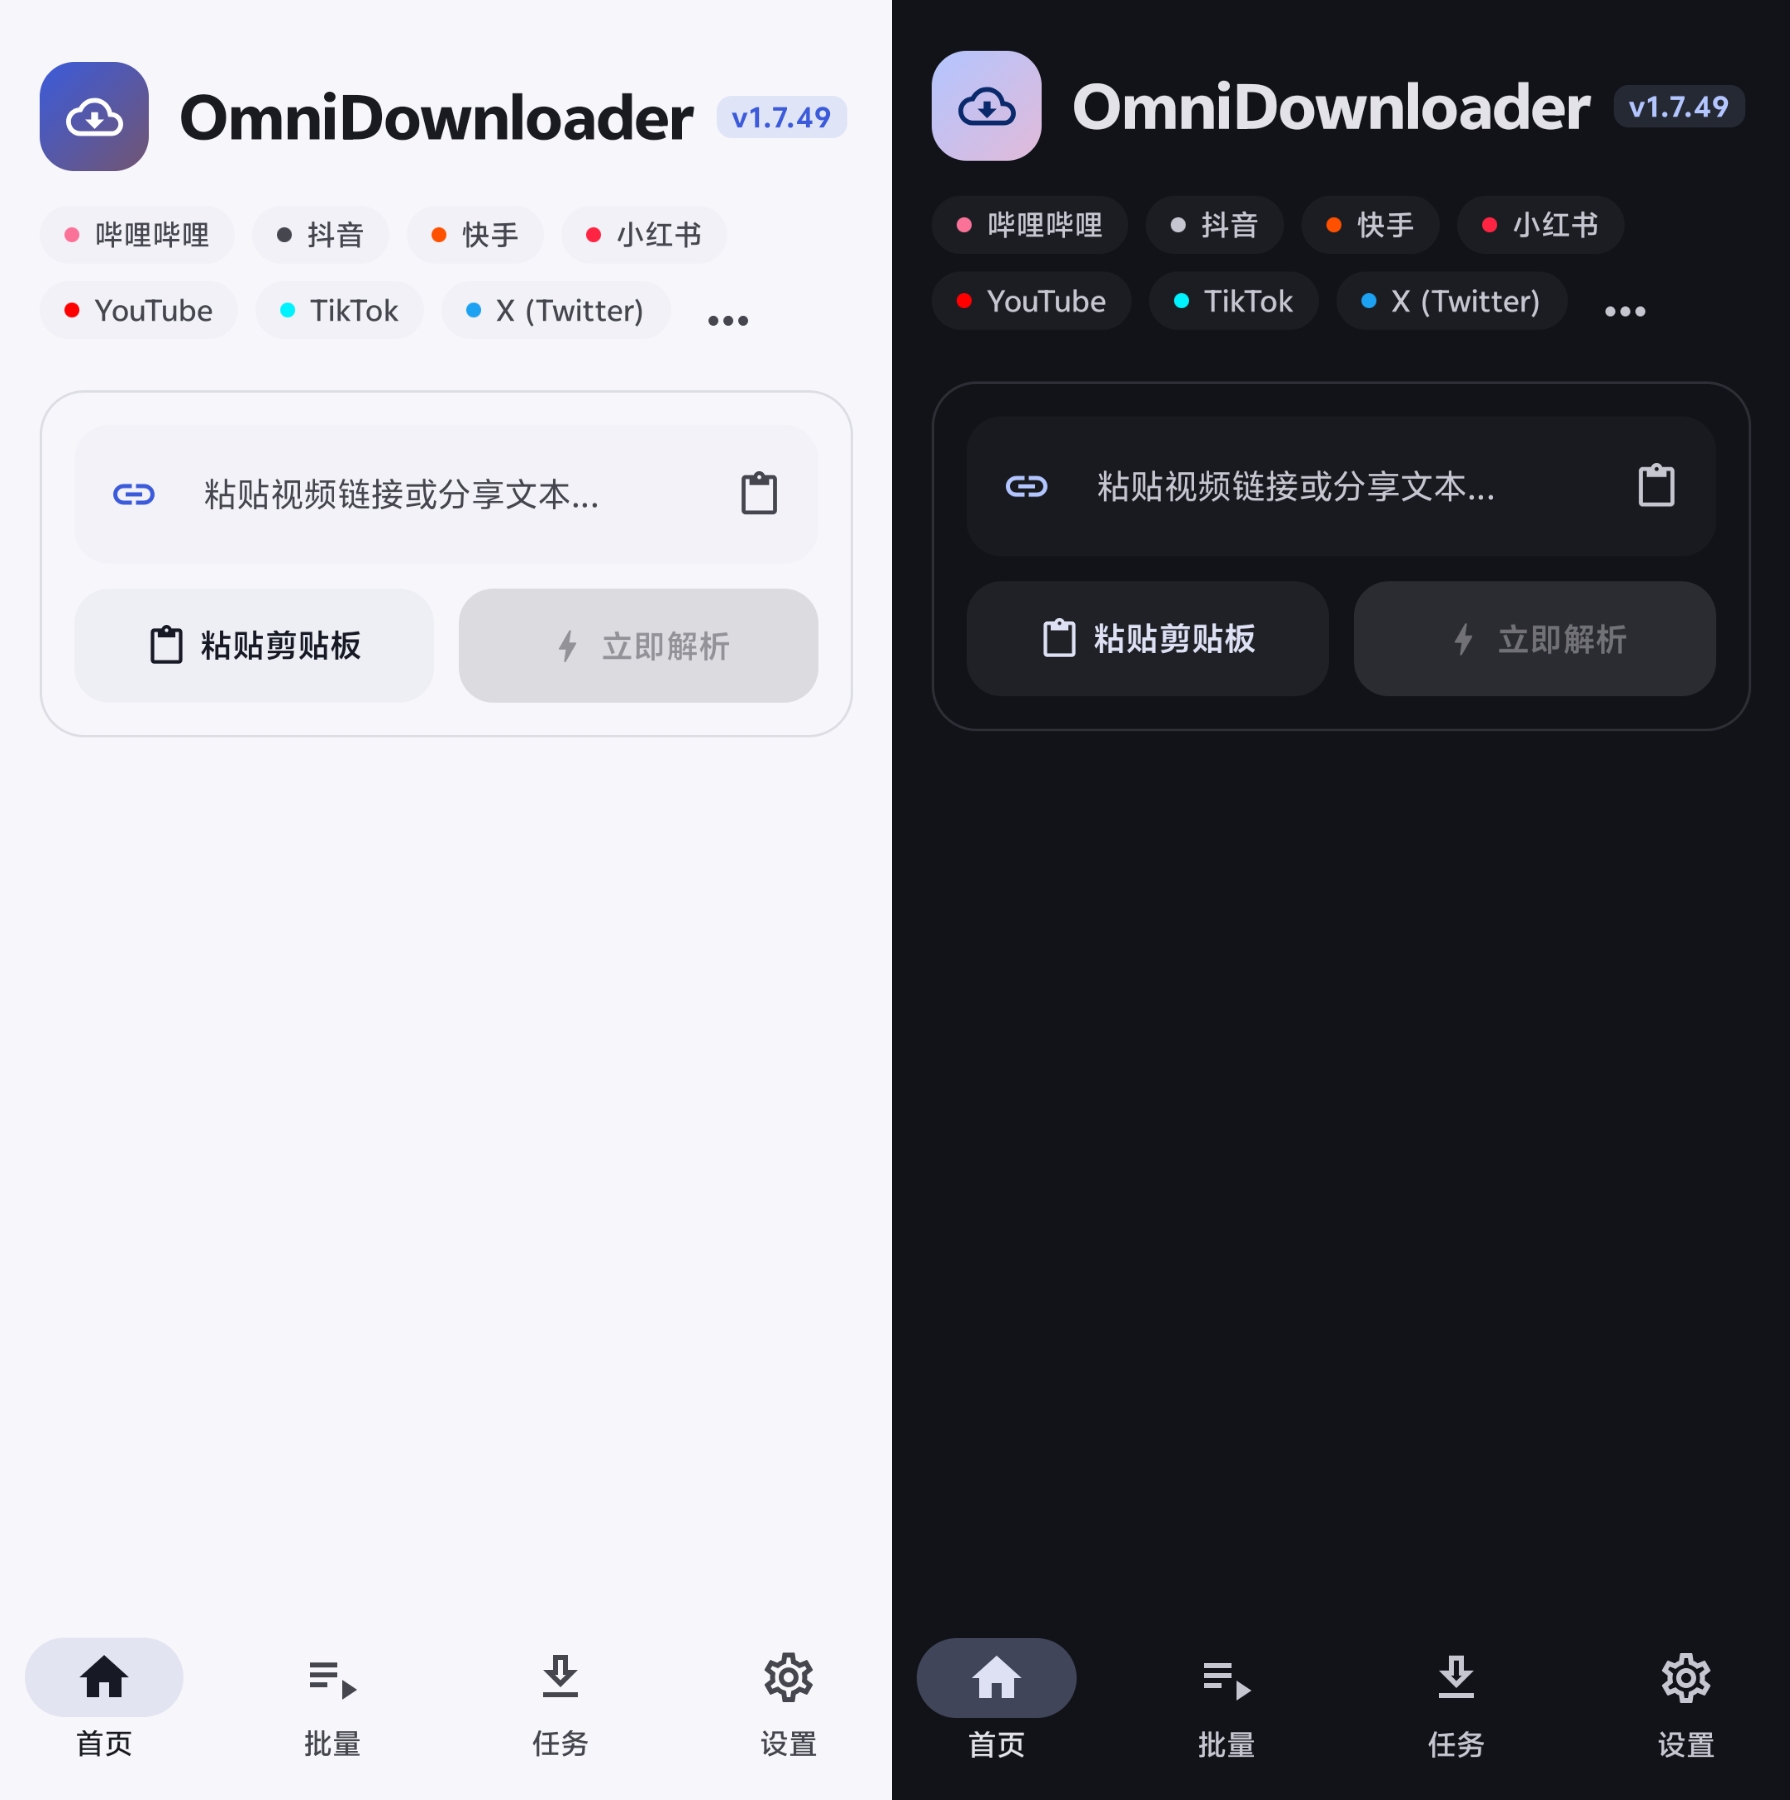 OmniDownloader v1.7.49
哔哩哔哩 抖音 快手 小红书
YouTube TikTok X (Twitter) •••
粘贴视频链接或分享文本...
粘贴剪贴板 立即解析
首页 批量 任务 设置
OmniDownloader v1.7.49
哔哩哔哩 抖音 快手 小红书
YouTube TikTok X (Twitter) •••
粘贴视频链接或分享文本...
粘贴剪贴板 立即解析
首页 批量 任务 设置